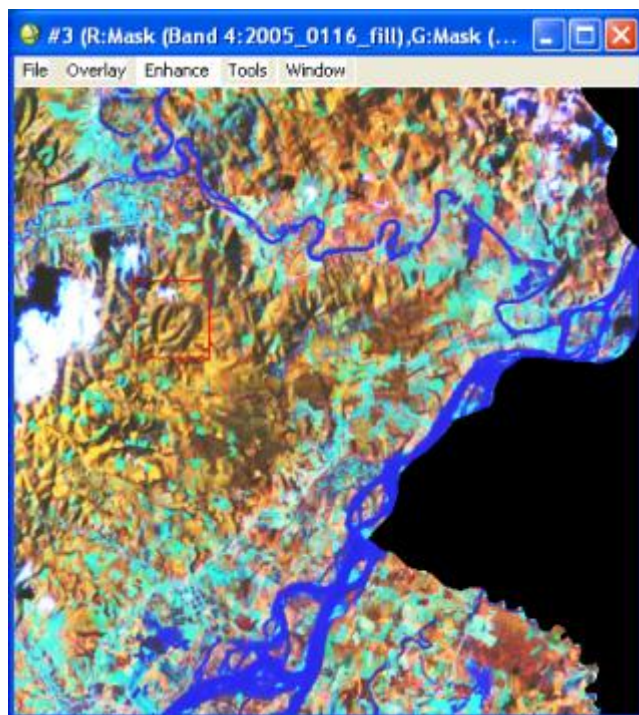 #3 (R:Mask (Band 4:2005_0116_fill),G:Mask (...
File Overlay Enhance Tools Window